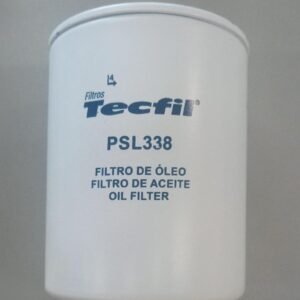 Filtros
Tecfil®
PSL338
FILTRO DE ÓLEO
FILTRO DE ACEITE
OIL FILTER